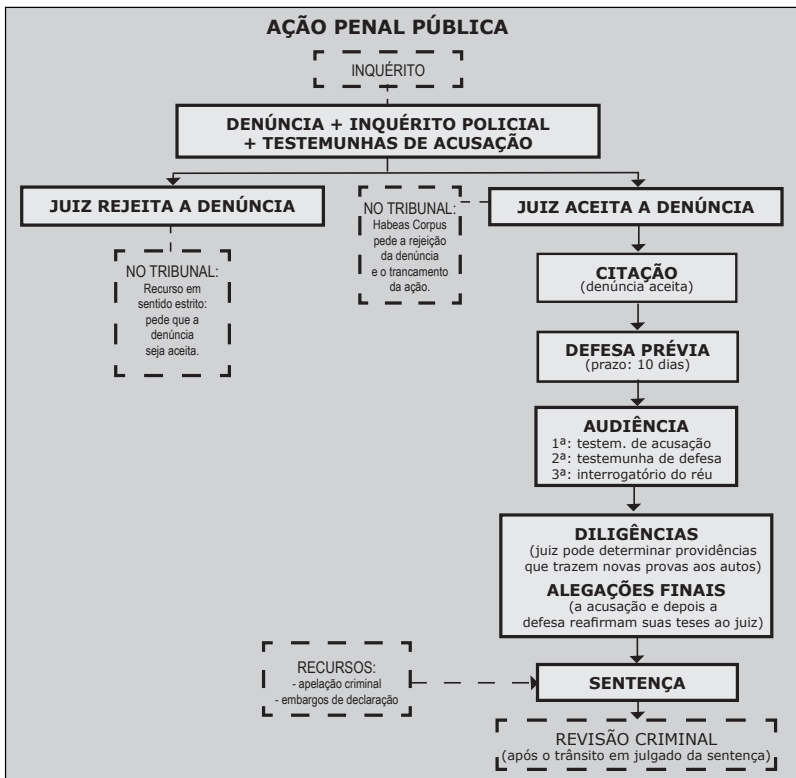 AÇÃO PENAL PÚBLICA
INQUÉRITO
DENÚNCIA + INQUÉRITO POLICIAL
+ TESTEMUNHAS DE ACUSAÇÃO
JUIZ REJEITA A DENÚNCIA
NO TRIBUNAL:
Recurso em
sentido estrito:
pede que a
denúncia
seja aceita.
NO TRIBUNAL:
Habeas Corpus
pede a rejeição
da denúncia
e o trancamento
da ação.
JUIZ ACEITA A DENÚNCIA
CITAÇÃO
(denúncia aceita)
DEFESA PRÉVIA
(prazo: 10 dias)
AUDIÊNCIA
1ª: testem. de acusação
2ª: testemunha de defesa
3ª: interrogatório do réu
DILIGÊNCIAS
(juiz pode determinar providências
que trazem novas provas aos autos)
ALEGAÇÕES FINAIS
(a acusação e depois a
defesa reafirmam suas teses ao juiz)
RECURSOS:
- apelação criminal
- embargos de declaração
SENTENÇA
REVISÃO CRIMINAL
(após o trânsito em julgado da sentença)